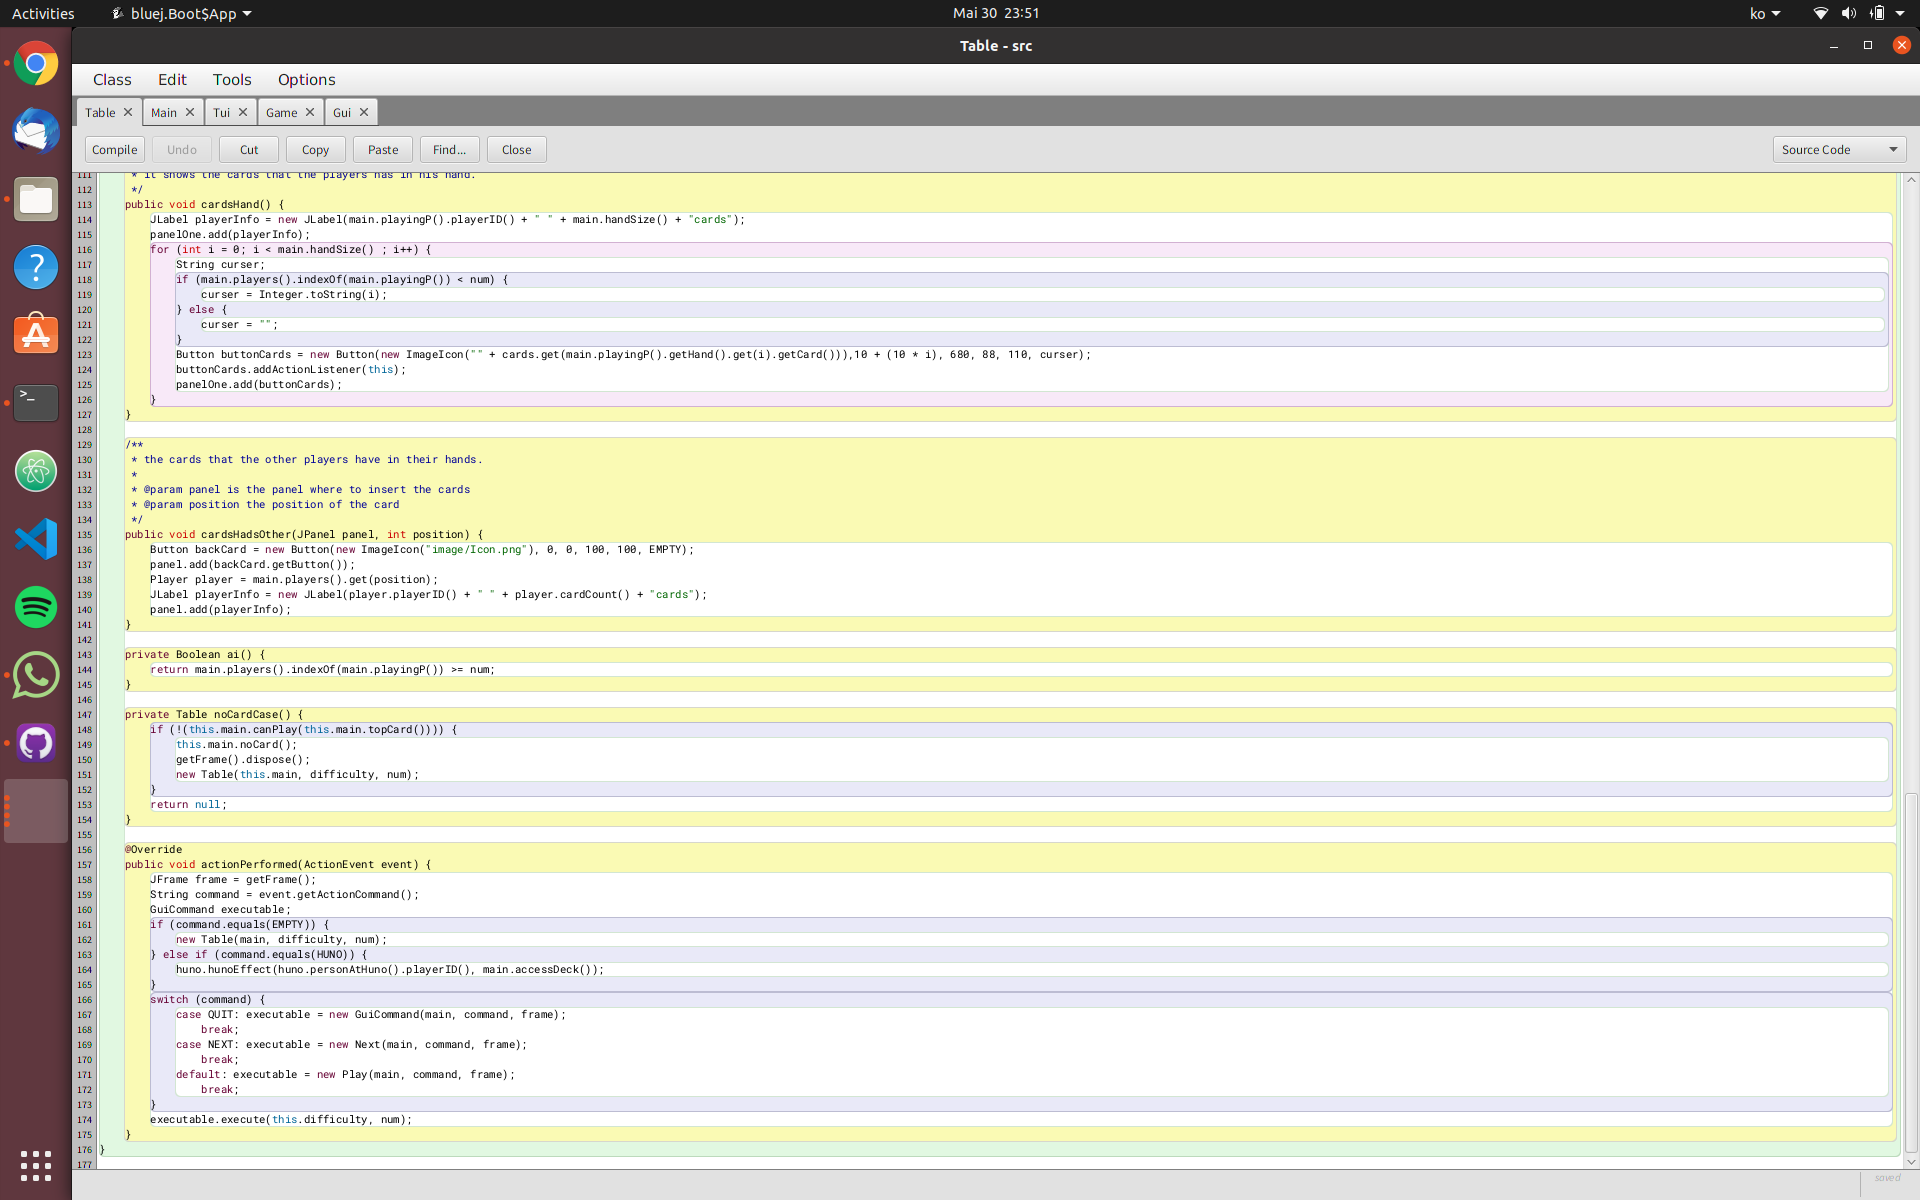 Activities
bluej.Boot$App
Mai 30 23:51
ko
Table - src
Class Edit Tools Options
Table Main Tui Game Gui
Compile Undo Cut Copy Paste Find... Close
Source Code
111 * it shows the cards that the players has in his hand.
112 */
113 public void cardsHand() {
114 JLabel playerInfo = new JLabel(main.playingP().playerID() + " " + main.handSize() + "cards");
115 panelOne.add(playerInfo);
116 for (int i = 0; i < main.handSize() ; i++) {
117 String curser;
118 if (main.players().indexOf(main.playingP()) < num) {
119 curser = Integer.toString(i);
120 } else {
121 curser = "";
122 }
123 Button buttonCards = new Button(new ImageIcon("" + cards.get(main.playingP().getHand().get(i).getCard())),10 + (10 * i), 680, 88, 110, curser);
124 buttonCards.addActionListener(this);
125 panelOne.add(buttonCards);
126 }
127 }
128
129 /**
130 * the cards that the other players have in their hands.
131 *
132 * @param panel is the panel where to insert the cards
133 * @param position the position of the card
134 */
135 public void cardsHadsOther(JPanel panel, int position) {
136 Button backCard = new Button(new ImageIcon("image/Icon.png"), 0, 0, 100, 100, EMPTY);
137 panel.add(backCard.getButton());
138 Player player = main.players().get(position);
139 JLabel playerInfo = new JLabel(player.playerID() + " " + player.cardCount() + "cards");
140 panel.add(playerInfo);
141 }
142
143 private Boolean ai() {
144 return main.players().indexOf(main.playingP()) >= num;
145 }
146
147 private Table noCardCase() {
148 if (!(this.main.canPlay(this.main.topCard()))) {
149 this.main.noCard();
150 getFrame().dispose();
151 new Table(this.main, difficulty, num);
152 }
153 return null;
154 }
155
156 @Override
157 public void actionPerformed(ActionEvent event) {
158 JFrame frame = getFrame();
159 String command = event.getActionCommand();
160 GuiCommand executable;
161 if (command.equals(EMPTY)) {
162 new Table(main, difficulty, num);
163 } else if (command.equals(HUNO)) {
164 huno.hunoEffect(huno.personAtHuno().playerID(), main.accessDeck());
165 }
166 switch (command) {
167 case QUIT: executable = new GuiCommand(main, command, frame);
168 break;
169 case NEXT: executable = new Next(main, command, frame);
170 break;
171 default: executable = new Play(main, command, frame);
172 break;
173 }
174 executable.execute(this.difficulty, num);
175 }
176 }
177
saved